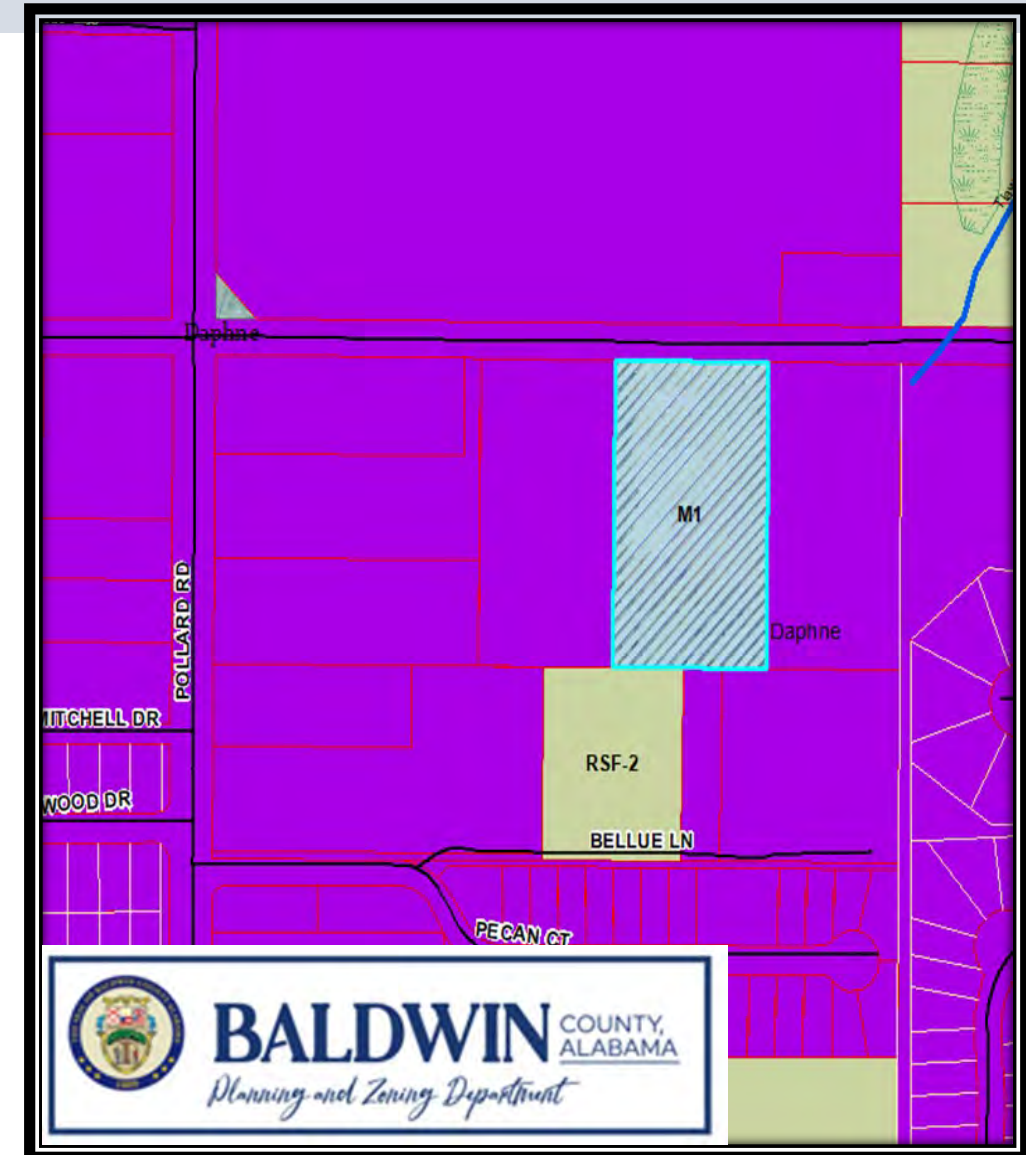 Daphne
M1
Daphne
POLLARD RD
MITCHELL DR
RSF-2
WOOD DR
BELLUE LN
PECAN CT
BALDWIN COUNTY,
ALABAMA
Planning and Zoning Department